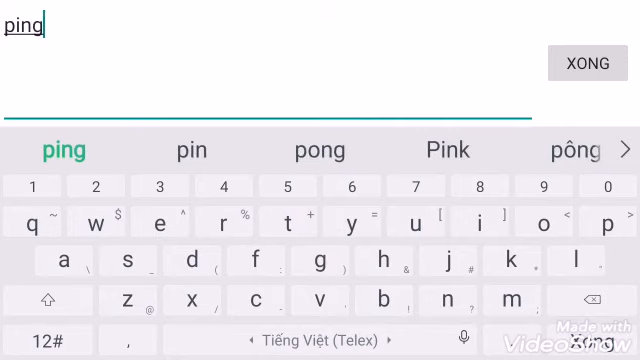 ping
XONG
ping pin pong Pink pông
1 2 3 4 5 6 7 8 9 0
q ~ w $ e ^ r % t + y = u [ i ] o < p >
a \ s _ d ( f : g ) h & j # k * l "
z @ x / c - v ' b ! n ? m ;
12# , Tiếng Việt (Telex) Xong
Made with
VideoShow